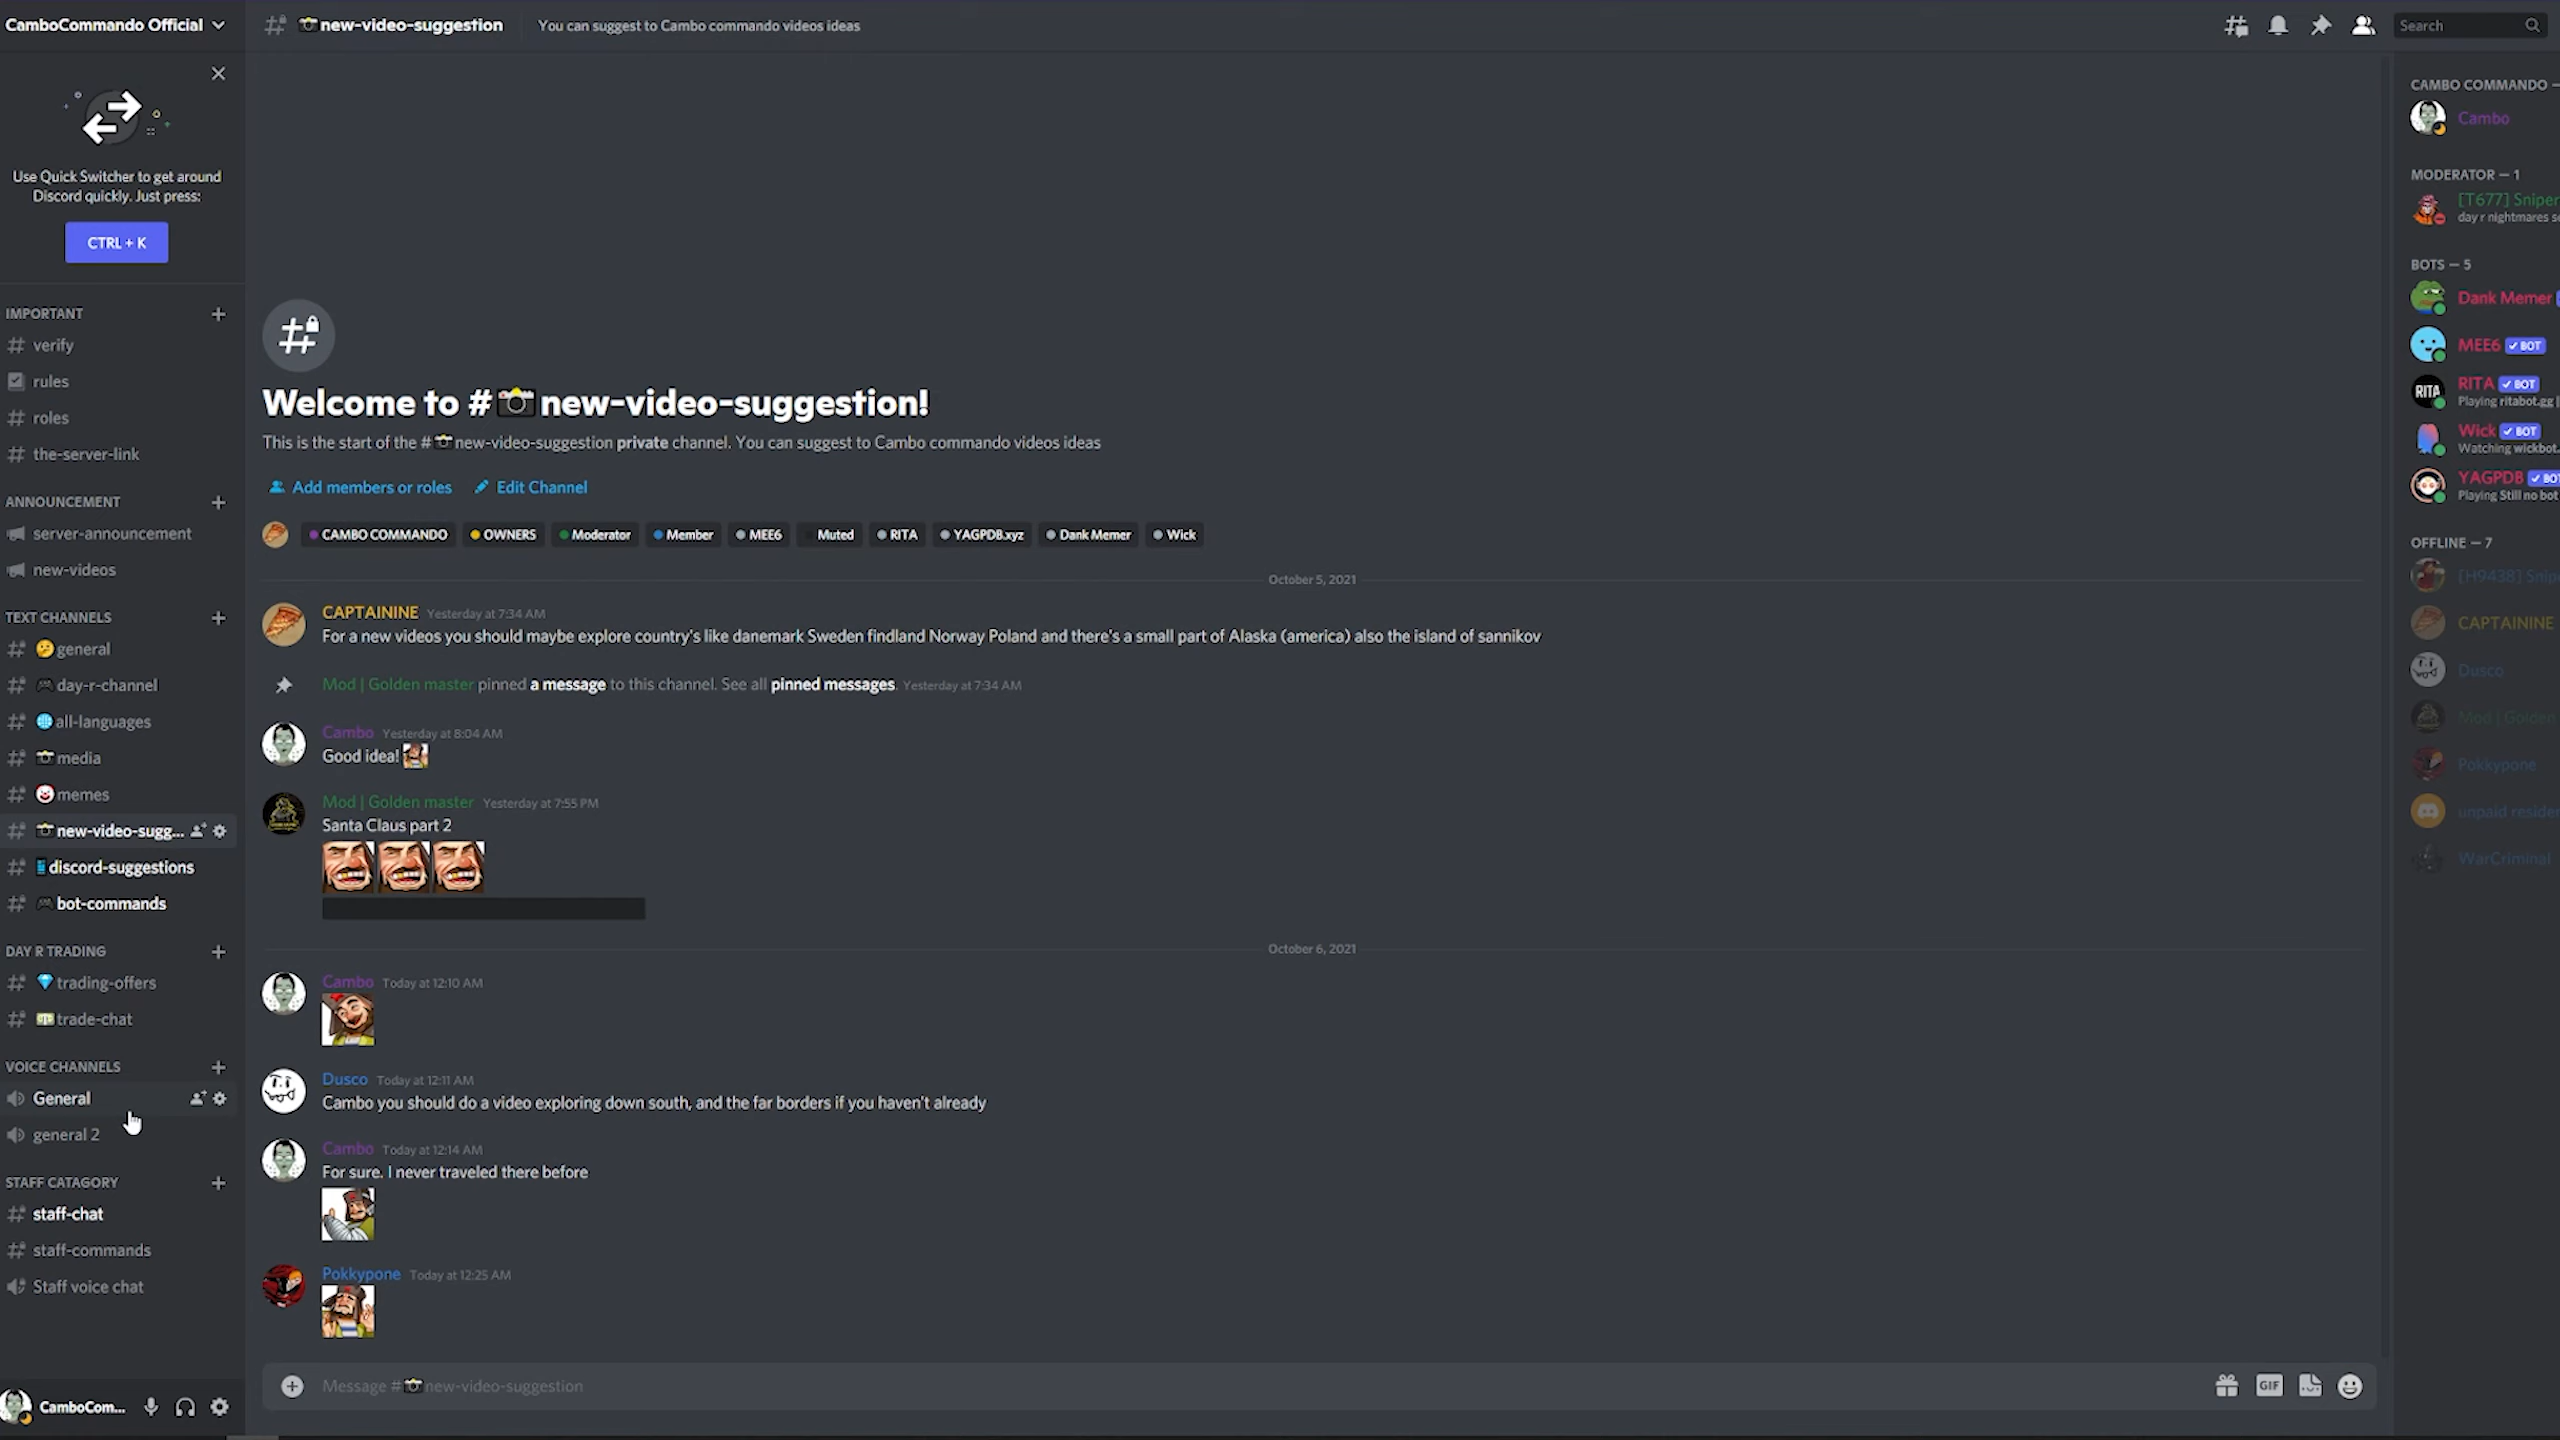 CamboCommando Official
new-video-suggestion
You can suggest to Cambo commando videos ideas
Search
Use Quick Switcher to get around
Discord quickly. Just press:
CTRL + K
IMPORTANT
verify
rules
roles
the-server-link
ANNOUNCEMENT
server-announcement
new-videos
TEXT CHANNELS
general
day-r-channel
all-languages
media
memes
new-video-sugg...
discord-suggestions
bot-commands
DAY R TRADING
trading-offers
trade-chat
VOICE CHANNELS
General
general 2
STAFF CATAGORY
staff-chat
staff-commands
Staff voice chat
CamboCom...
Welcome to #new-video-suggestion!
This is the start of the #new-video-suggestion private channel. You can suggest to Cambo commando videos ideas
Add members or roles Edit Channel
CAMBO COMMANDO OWNERS Moderator Member MEE6 Muted RITA YAGPDB.xyz Dank Memer Wick
October 5, 2021
CAPTAININE Yesterday at 7:34 AM
For a new videos you should maybe explore country's like danemark Sweden findland Norway Poland and there's a small part of Alaska (america) also the island of sannikov
Mod | Golden master pinned a message to this channel. See all pinned messages. Yesterday at 7:34 AM
Cambo Yesterday at 8:04 AM
Good idea!
Mod | Golden master Yesterday at 7:55 PM
Santa Claus part 2
October 6, 2021
Cambo Today at 12:10 AM
Dusco Today at 12:11 AM
Cambo you should do a video exploring down south, and the far borders if you haven't already
Cambo Today at 12:14 AM
For sure. I never traveled there before
Pokkypone Today at 12:25 AM
Message #new-video-suggestion
GIF
CAMBO COMMANDO —
Cambo
MODERATOR — 1
[T677] Sniper
day r nightmares s
BOTS — 5
Dank Memer
MEE6 BOT
RITA
RITA BOT
Playing ritabot.gg |
Wick BOT
Watching wickbot.
YAGPDB BOT
Playing Still no bot
OFFLINE — 7
[H9438] Snip
CAPTAININE
Dusco
Mod | Golden
Pokkypone
unpaid reside
WarCriminal